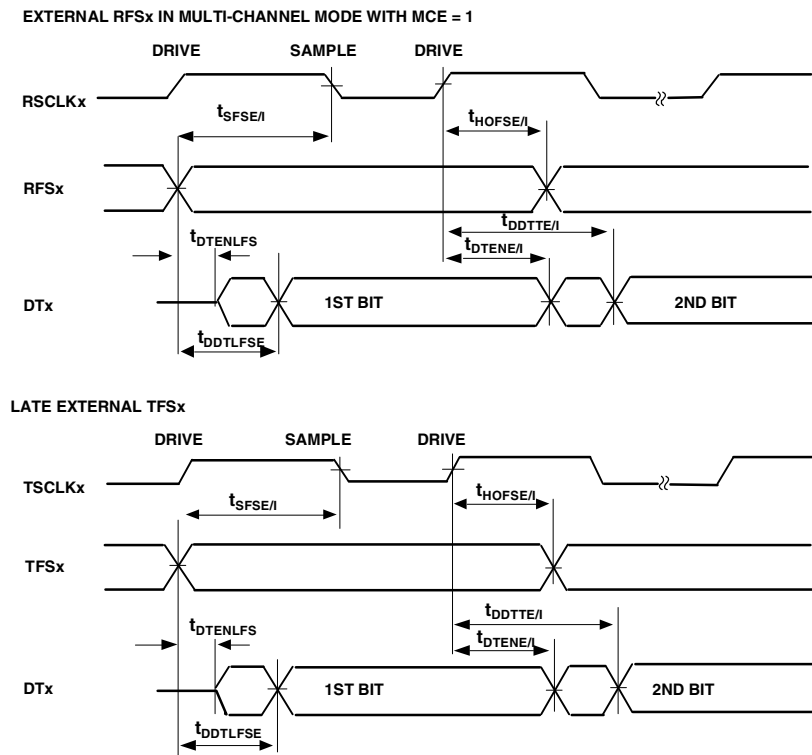 EXTERNAL RFSx IN MULTI-CHANNEL MODE WITH MCE = 1
DRIVE SAMPLE DRIVE
RSCLKx
tSFSE/I tHOFSE/I
RFSx
tDDTTE/I
tDTENLFS tDTENE/I
DTx 1ST BIT 2ND BIT
tDDTLFSE
LATE EXTERNAL TFSx
DRIVE SAMPLE DRIVE
TSCLKx
tSFSE/I tHOFSE/I
TFSx
tDDTTE/I
tDTENLFS tDTENE/I
DTx 1ST BIT 2ND BIT
tDDTLFSE